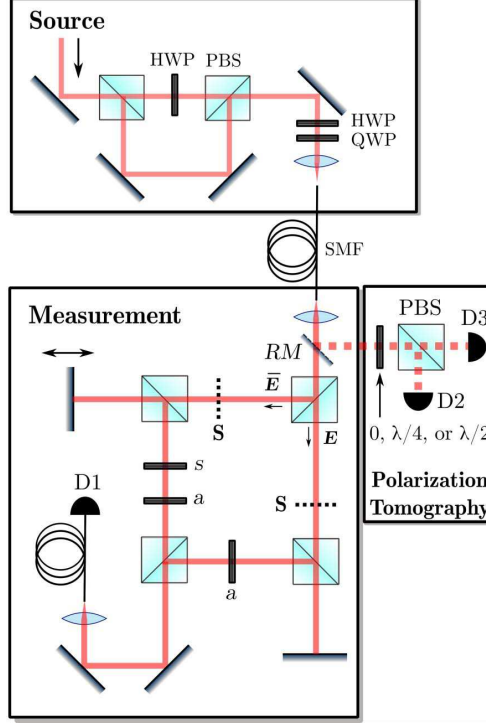 Source
HWP PBS
HWP
QWP
SMF
Measurement
RM
PBS
D3
D2
0, λ/4, or λ/2
Polarization
Tomography
E̅
E
S
s
a
S
D1
a